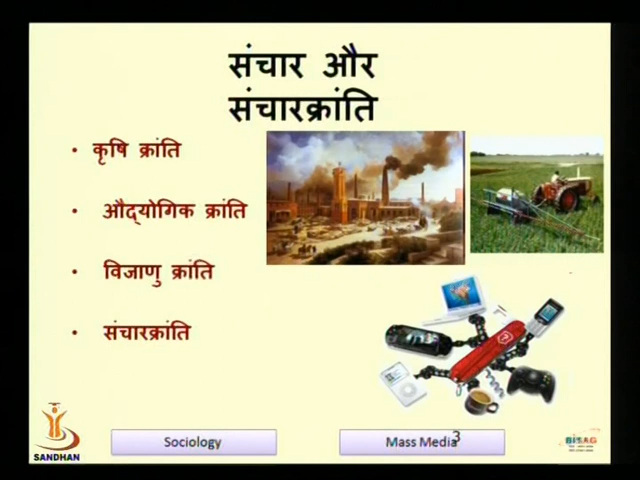 संचार और
संचारक्रांति
• कृषि क्रांति
• औद्योगिक क्रांति
• विजाणु क्रांति
• संचारक्रांति
SANDHAN
Sociology
Mass Media
3
BISAG